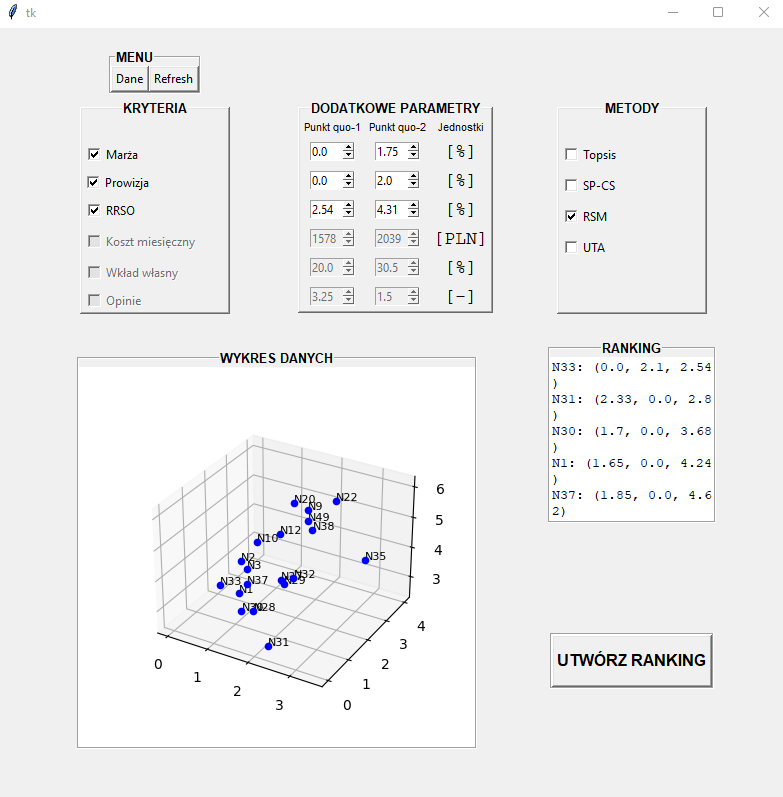 tk
MENU
Dane Refresh
KRYTERIA
Marża
Prowizja
RRSO
Koszt miesięczny
Wkład własny
Opinie
DODATKOWE PARAMETRY
Punkt quo-1 Punkt quo-2 Jednostki
0.0 1.75 [%]
0.0 2.0 [%]
2.54 4.31 [%]
1578 2039 [PLN]
20.0 30.5 [%]
3.25 1.5 [-]
METODY
Topsis
SP-CS
RSM
UTA
WYKRES DANYCH
N20 N22
N9
N49
N38
N12
N10
N2
N3
N35
N33 N37 N32
N1 N29
N28
N31
6
5
4
3
0 1 2 3
0 1 2 3 4
RANKING
N33: (0.0, 2.1, 2.54
)
N31: (2.33, 0.0, 2.8
)
N30: (1.7, 0.0, 3.68
)
N1: (1.65, 0.0, 4.24
)
N37: (1.85, 0.0, 4.6
2)
UTWÓRZ RANKING